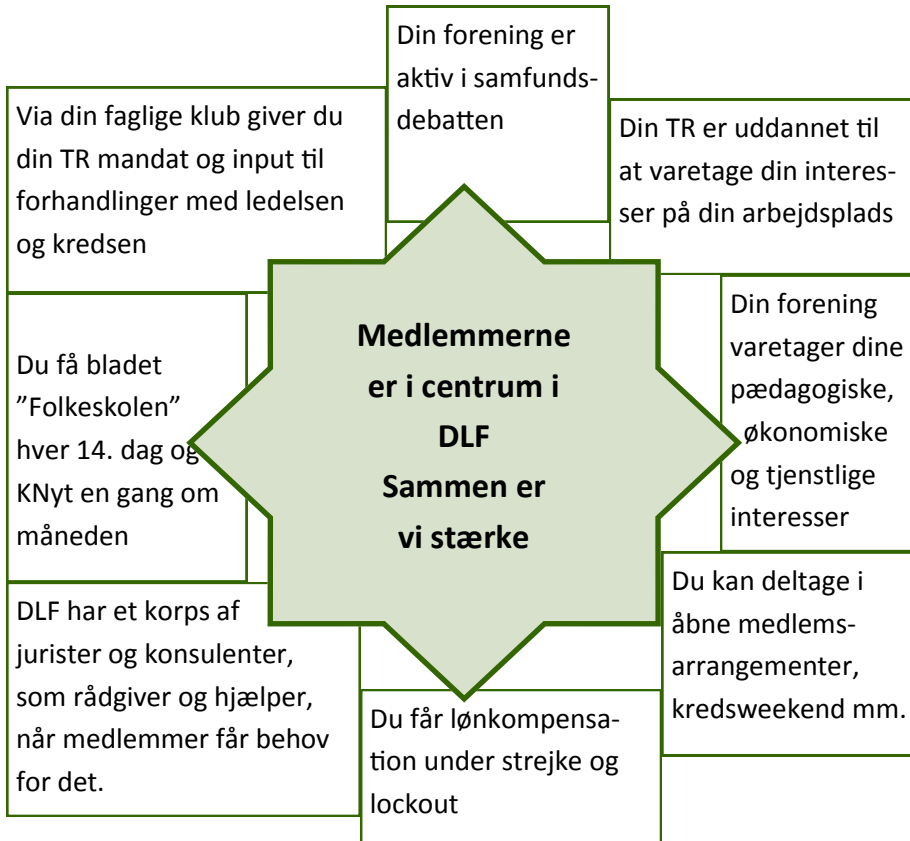 Din forening er
aktiv i samfunds-
debatten
Via din faglige klub giver du
din TR mandat og input til
forhandlinger med ledelsen
og kredsen
Din TR er uddannet til
at varetage din interes-
ser på din arbejdsplads
Medlemmerne
er i centrum i
DLF
Sammen er
vi stærke
Du få bladet
”Folkeskolen”
hver 14. dag og
KNyt en gang om
måneden
Din forening
varetager dine
pædagogiske,
økonomiske
og tjenstlige
interesser
DLF har et korps af
jurister og konsulenter,
som rådgiver og hjælper,
når medlemmer får behov
for det.
Du får lønkompensa-
tion under strejke og
lockout
Du kan deltage i
åbne medlems-
arrangementer,
kredsweekend mm.